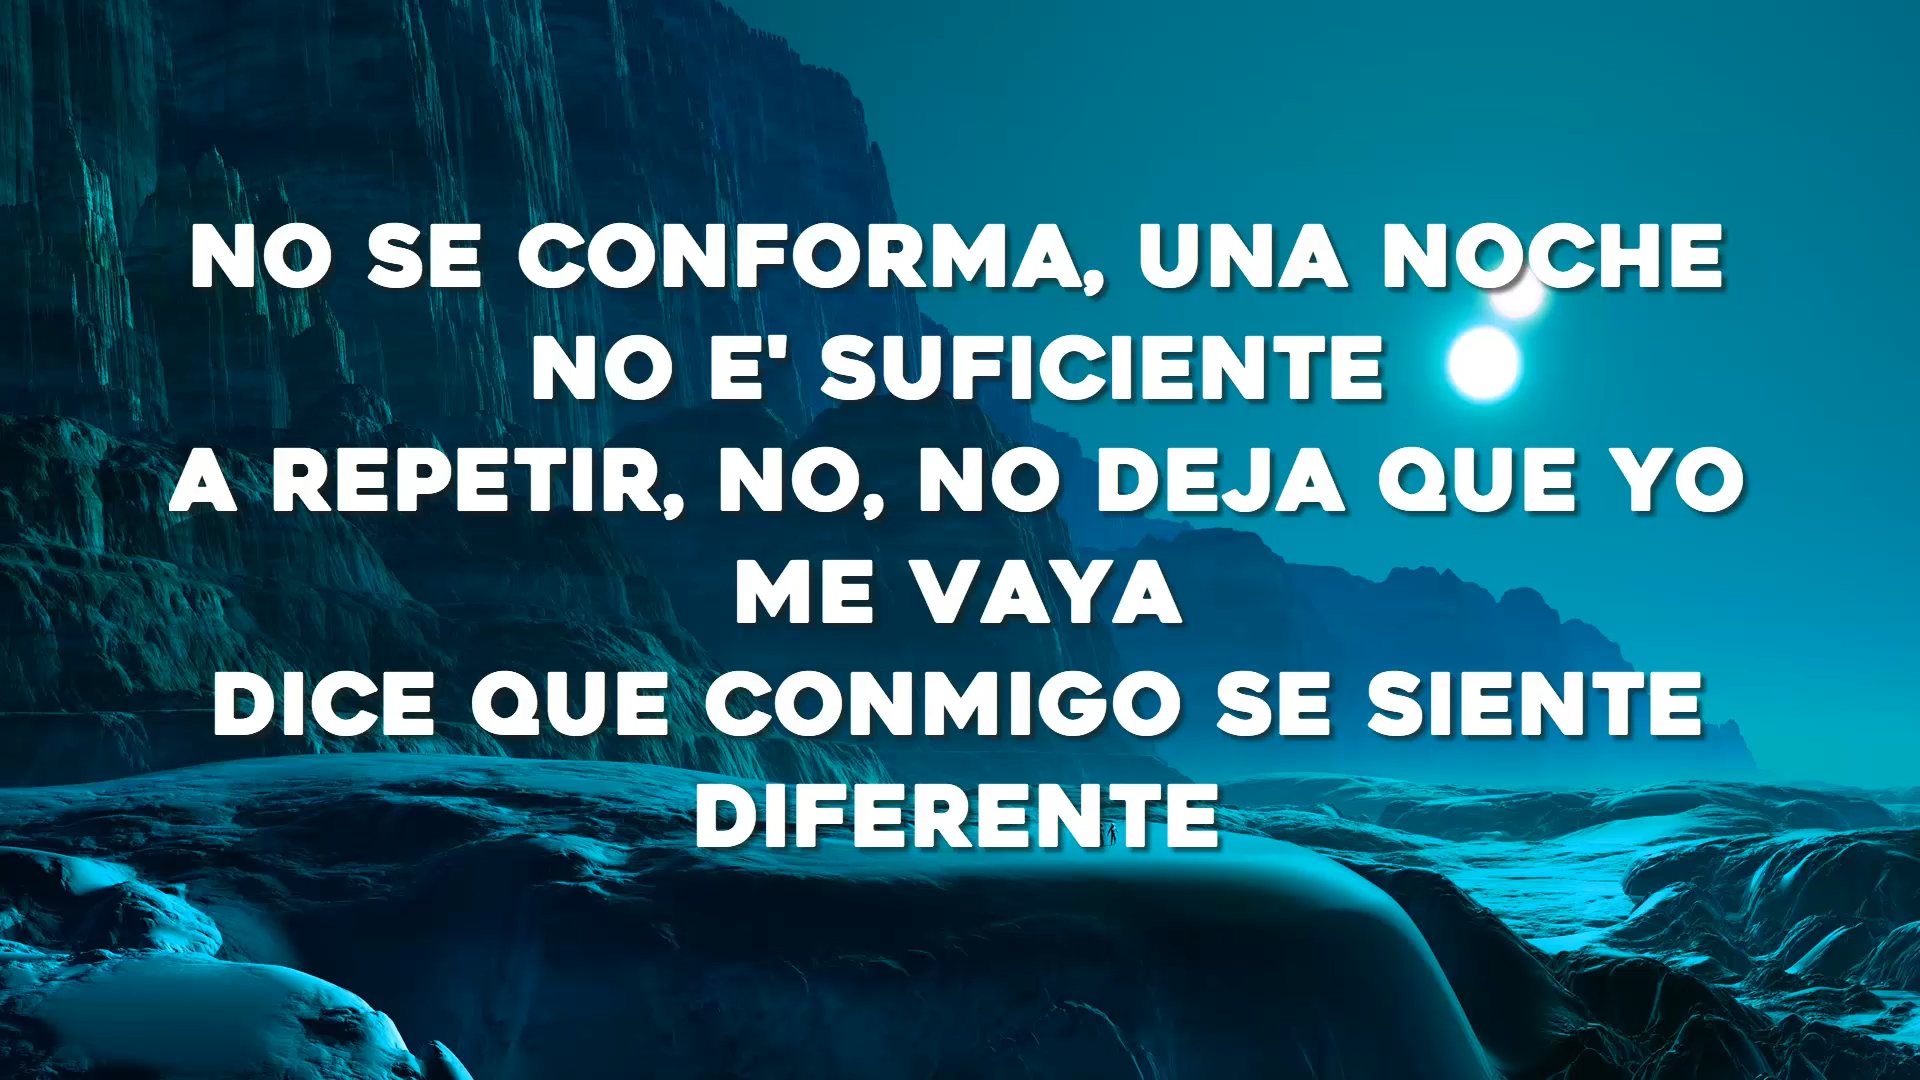 NO SE CONFORMA, UNA NOCHE
NO E' SUFICIENTE
A REPETIR, NO, NO DEJA QUE YO
ME VAYA
DICE QUE CONMIGO SE SIENTE
DIFERENTE